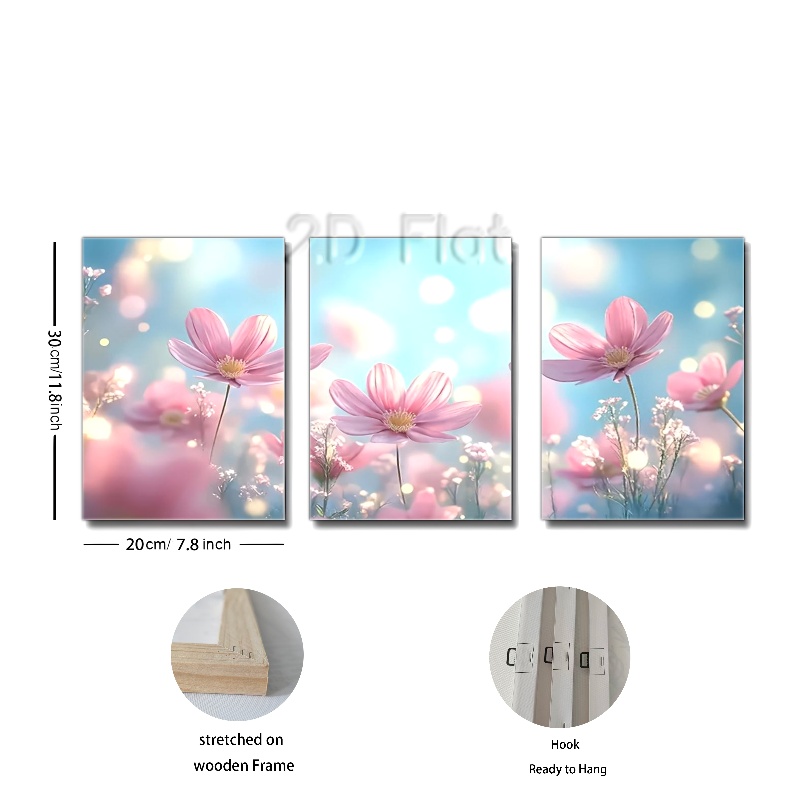 2D Flat
30cm/11.8inch
20cm/ 7.8 inch
stretched on
wooden Frame
Hook
Ready to Hang